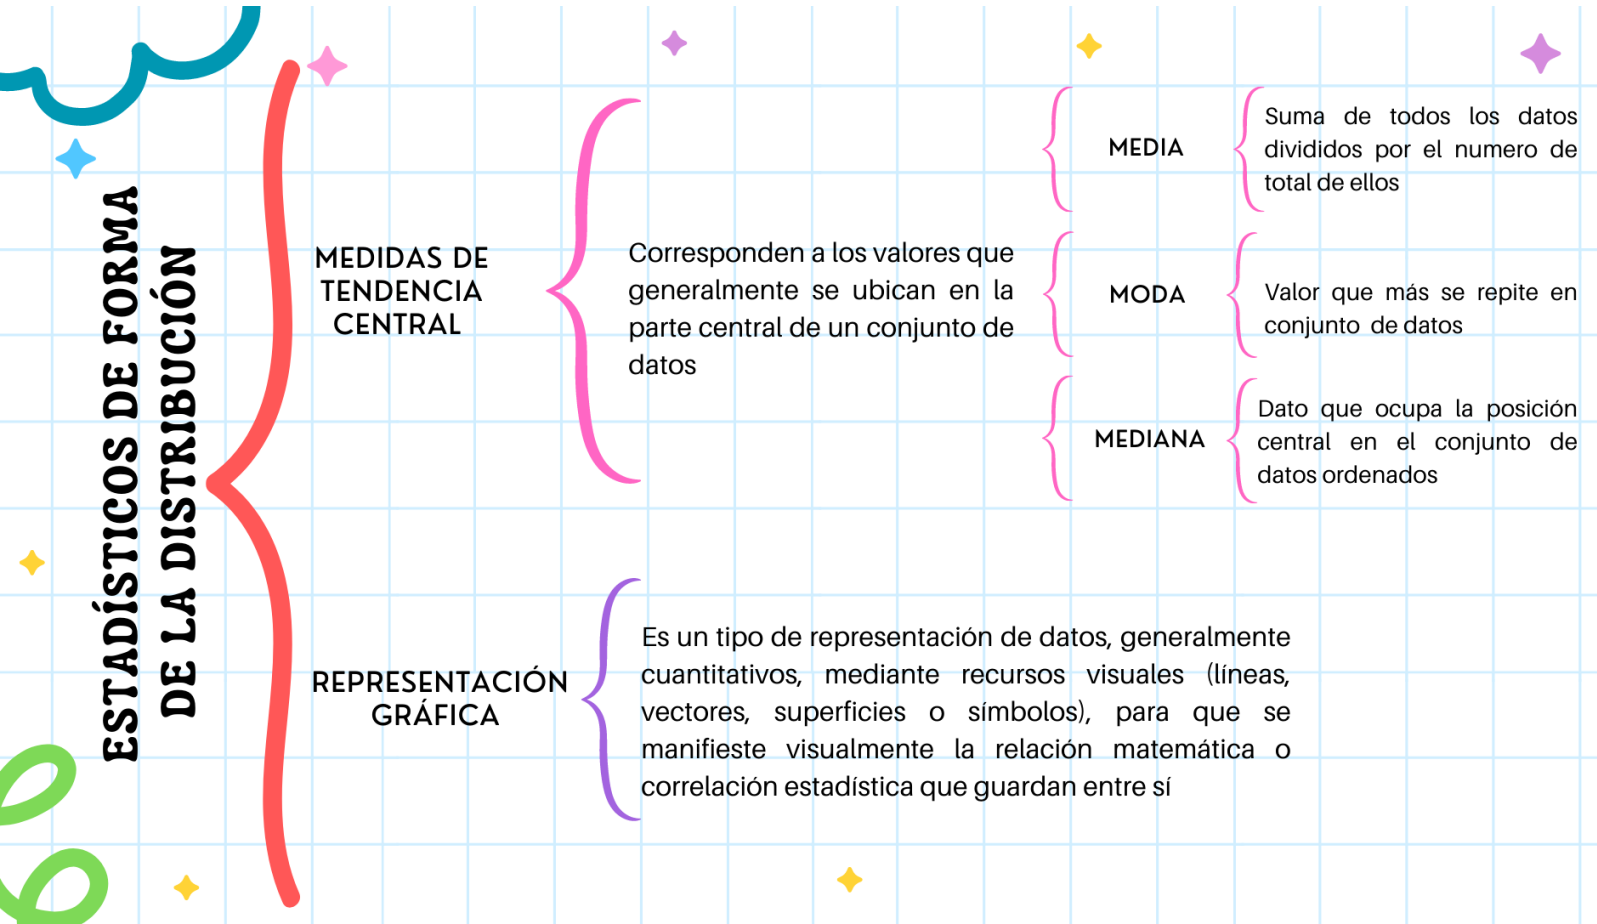 ESTADÍSTICOS DE FORMA
DE LA DISTRIBUCIÓN
MEDIDAS DE
TENDENCIA
CENTRAL
Corresponden a los valores que
generalmente se ubican en la
parte central de un conjunto de
datos
MEDIA
Suma de todos los datos
divididos por el numero de
total de ellos
MODA
Valor que más se repite en
conjunto de datos
MEDIANA
Dato que ocupa la posición
central en el conjunto de
datos ordenados
REPRESENTACIÓN
GRÁFICA
Es un tipo de representación de datos, generalmente
cuantitativos, mediante recursos visuales (líneas,
vectores, superficies o símbolos), para que se
manifieste visualmente la relación matemática o
correlación estadística que guardan entre sí